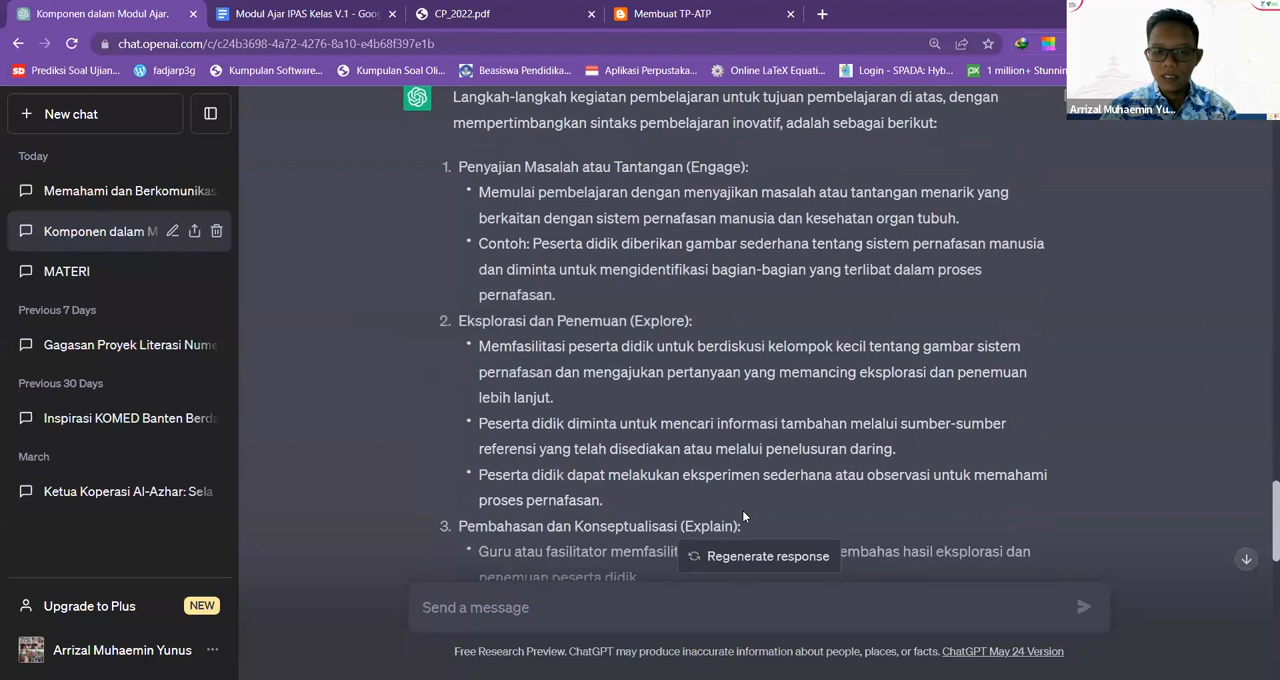 Komponen dalam Modul Ajar.
Modul Ajar IPAS Kelas V.1 - Goo
CP_2022.pdf
Membuat TP-ATP
chat.openai.com/c/c24b3698-4a72-4276-8a10-e4b68f397e1b
Prediksi Soal Ujian...
fadjarp3g
Kumpulan Software...
Kumpulan Soal Oli...
Beasiswa Pendidika...
Aplikasi Perpustaka...
Online LaTeX Equati...
Login - SPADA: Hyb...
1 million+ Stunnin
Arrizal Muhaemin Yu...
New chat
Today
Memahami dan Berkomunikas
Komponen dalam M
MATERI
Previous 7 Days
Gagasan Proyek Literasi Nume
Previous 30 Days
Inspirasi KOMED Banten Berda
March
Ketua Koperasi Al-Azhar: Sela
Upgrade to Plus
NEW
Arrizal Muhaemin Yunus
Langkah-langkah kegiatan pembelajaran untuk tujuan pembelajaran di atas, dengan
mempertimbangkan sintaks pembelajaran inovatif, adalah sebagai berikut:
1. Penyajian Masalah atau Tantangan (Engage):
• Memulai pembelajaran dengan menyajikan masalah atau tantangan menarik yang
berkaitan dengan sistem pernafasan manusia dan kesehatan organ tubuh.
• Contoh: Peserta didik diberikan gambar sederhana tentang sistem pernafasan manusia
dan diminta untuk mengidentifikasi bagian-bagian yang terlibat dalam proses
pernafasan.
2. Eksplorasi dan Penemuan (Explore):
• Memfasilitasi peserta didik untuk berdiskusi kelompok kecil tentang gambar sistem
pernafasan dan mengajukan pertanyaan yang memancing eksplorasi dan penemuan
lebih lanjut.
• Peserta didik diminta untuk mencari informasi tambahan melalui sumber-sumber
referensi yang telah disediakan atau melalui penelusuran daring.
• Peserta didik dapat melakukan eksperimen sederhana atau observasi untuk memahami
proses pernafasan.
3. Pembahasan dan Konseptualisasi (Explain):
• Guru atau fasilitator memfasilit embahas hasil eksplorasi dan
penemuan peserta didik.
Regenerate response
Send a message
Free Research Preview. ChatGPT may produce inaccurate information about people, places, or facts. ChatGPT May 24 Version